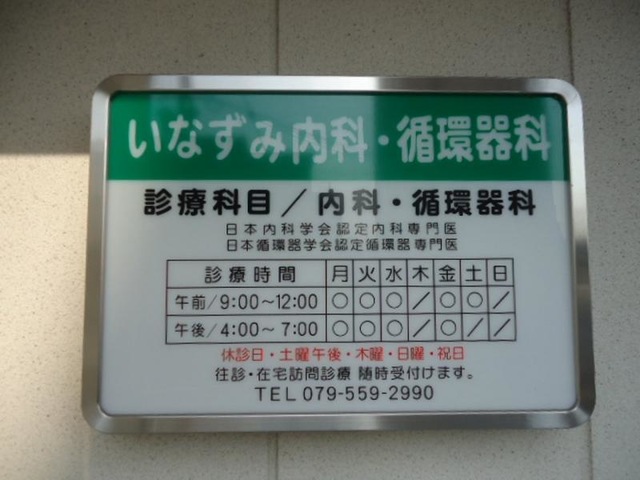 いなずみ内科・循環器科
診療科目／内科・循環器科
日本内科学会認定内科専門医
日本循環器学会認定循環器専門医
診療時間 月 火 水 木 金 土 日
午前/9:00～12:00 ○ ○ ○ ／ ○ ○ ／
午後/4:00～7:00 ○ ○ ○ ／ ○ ／ ／
休診日・土曜午後・木曜・日曜・祝日
往診・在宅訪問診療 随時受付けます。
TEL 079-559-2990